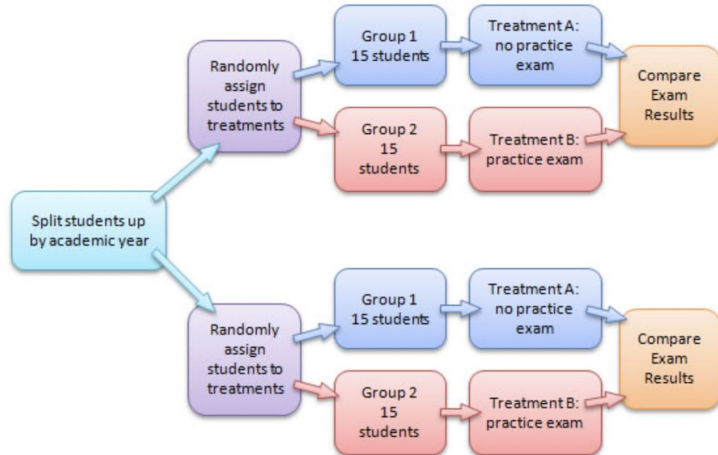 Split students up
by academic year
Randomly
assign
students to
treatments
Group 1
15 students
Treatment A:
no practice
exam
Group 2
15
students
Treatment B:
practice exam
Compare
Exam
Results
Randomly
assign
students to
treatments
Group 1
15 students
Treatment A:
no practice
exam
Group 2
15
students
Treatment B:
practice exam
Compare
Exam
Results